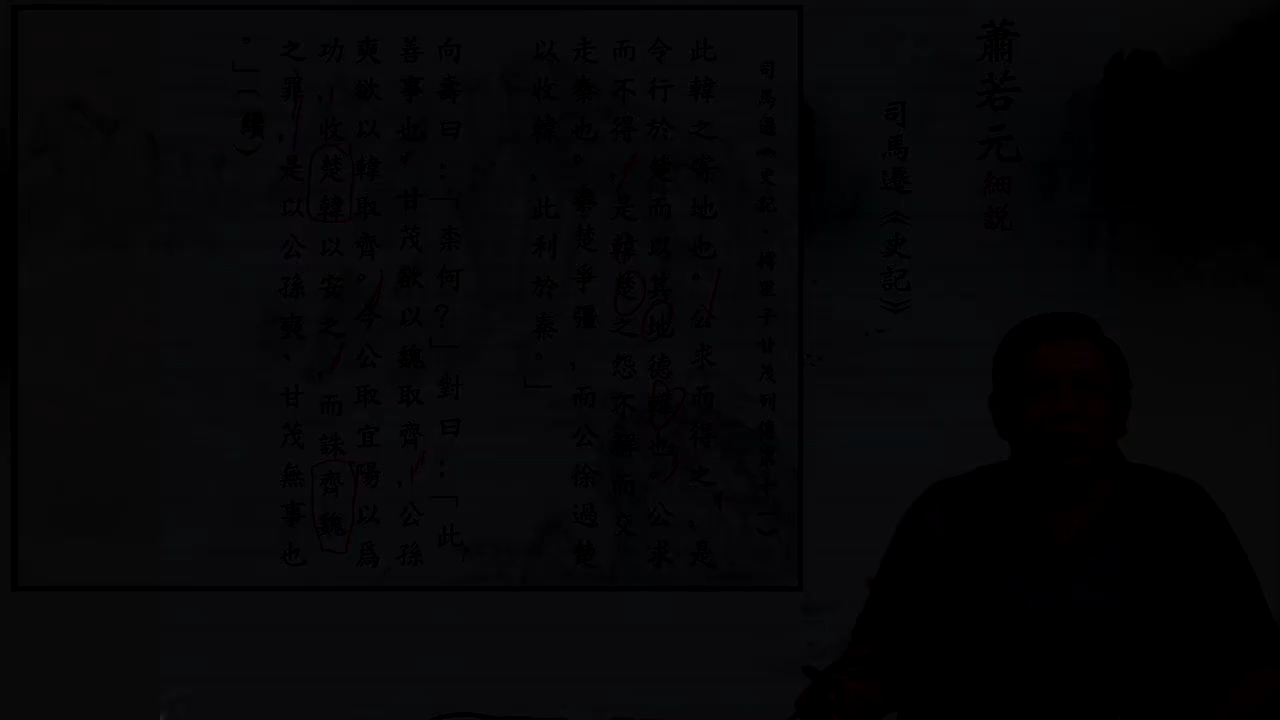 蕭若元細説
司馬遷《史記》
司馬遷《史記·樗里子甘茂列傳第十一》
此韓之寄地也。公求而得之,是
令行於楚而以其地德韓也。公求
而不得,是韓楚之怨不解而交
走秦也。秦楚爭彊,而公徐過楚
以收韓,此利於秦。」
向壽曰:「柰何?」對曰:「此
善事也。甘茂欲以魏取齊,公孫
奭欲以韓取齊。今公取宜陽以爲
功,收楚韓以安之,而誅齊魏
之罪,是以公孫奭、甘茂無事也
。」(續)